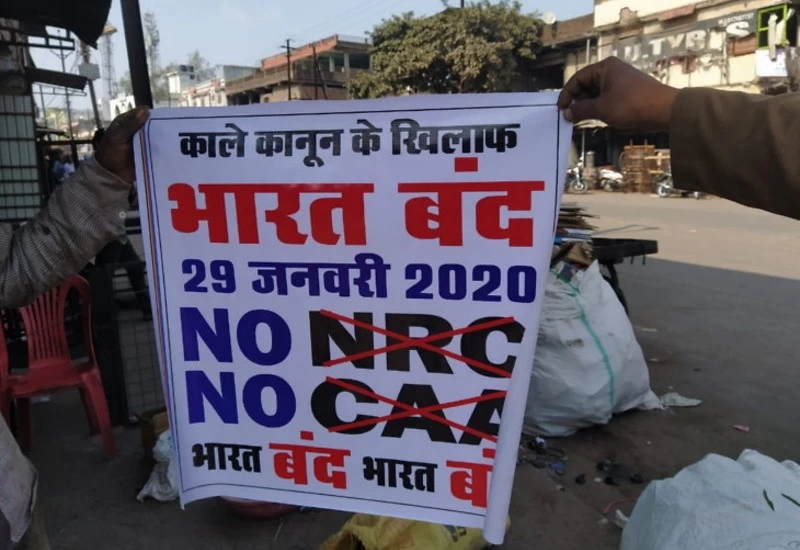 काले कानून के खिलाफ
भारत बंद
29 जनवरी 2020
NO NRC
NO CAA
भारत बंद भारत